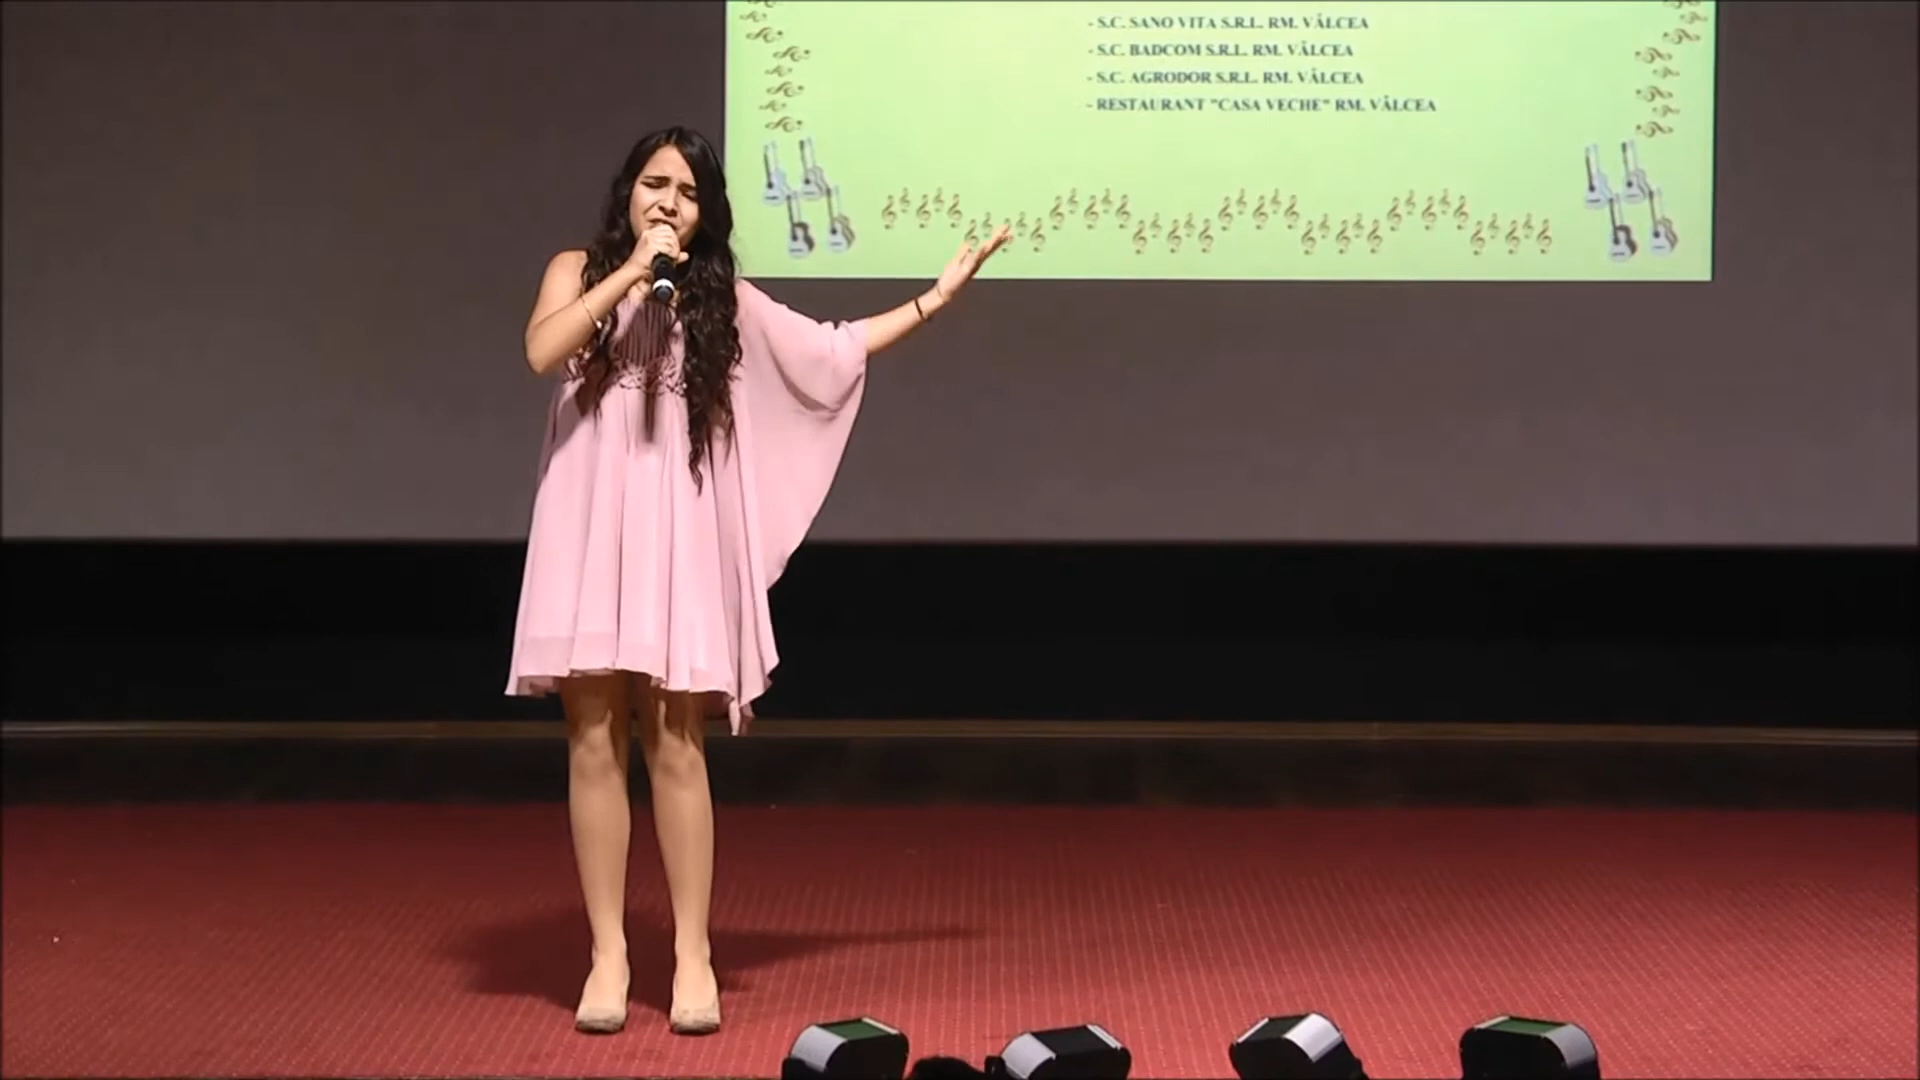 - S.C. SANO VITA S.R.L. RM. VÂLCEA
- S.C. BADCOM S.R.L. RM. VÂLCEA
- S.C. AGRODOR S.R.L. RM. VÂLCEA
- RESTAURANT "CASA VECHE" RM. VÂLCEA